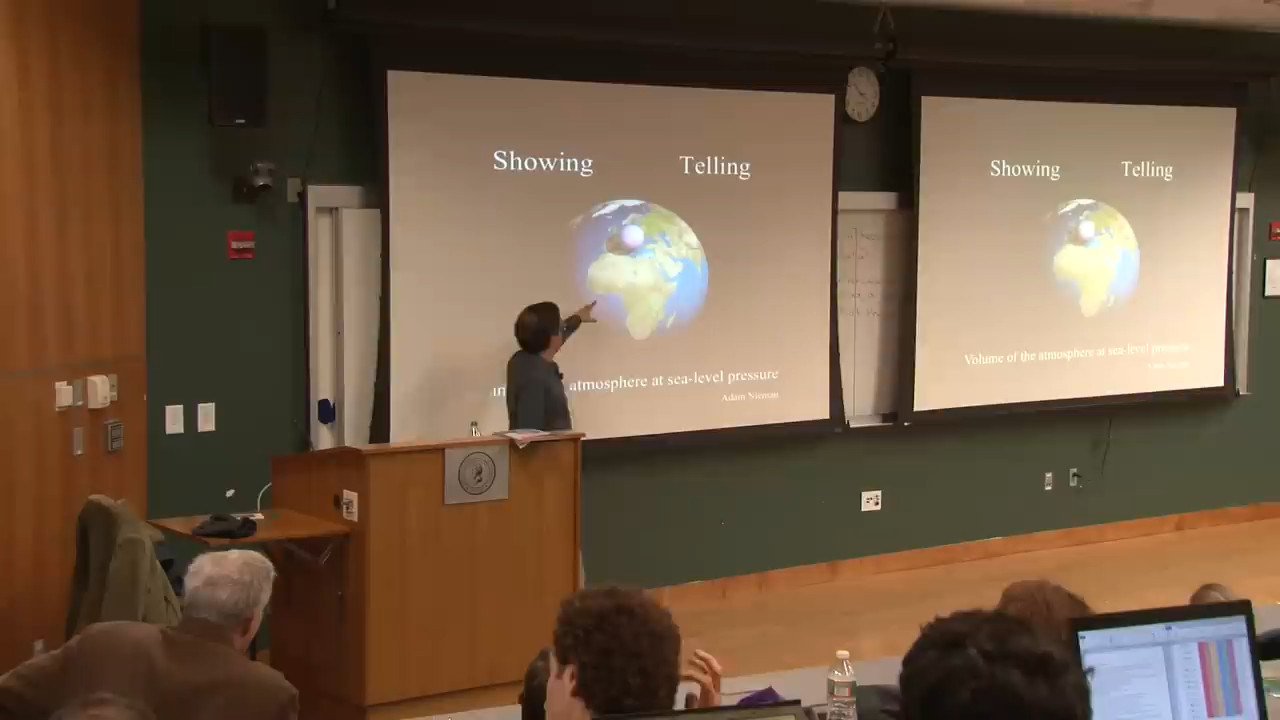 Showing Telling
atmosphere at sea-level pressure
Adam Nieman
Showing Telling
Volume of the atmosphere at sea-level pressure